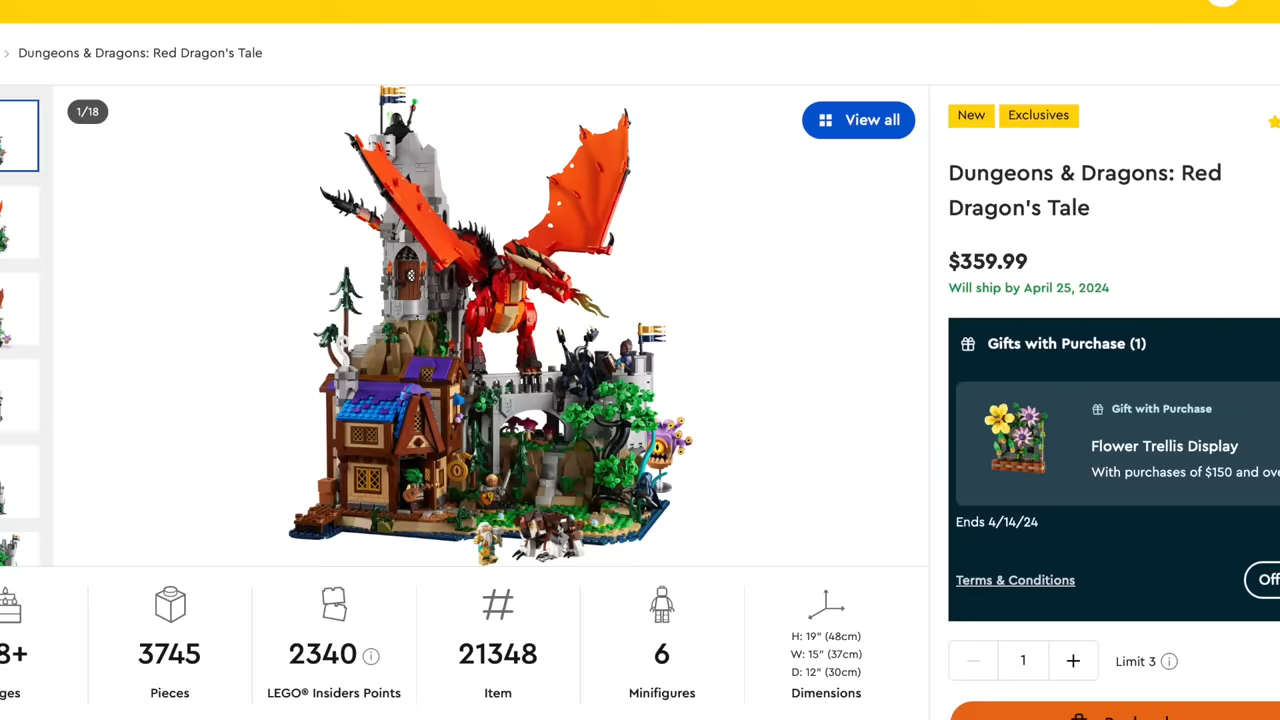 Dungeons & Dragons: Red Dragon's Tale
1/18
View all
New
Exclusives
Dungeons & Dragons: Red
Dragon's Tale
$359.99
Will ship by April 25, 2024
Gifts with Purchase (1)
Gift with Purchase
Flower Trellis Display
With purchases of $150 and
Ends 4/14/24
Terms & Conditions
1
Limit 3
8+
3745
Pieces
2340
LEGO® Insiders Points
21348
Item
6
Minifigures
H: 19" (48cm)
W: 15" (37cm)
D: 12" (30cm)
Dimensions